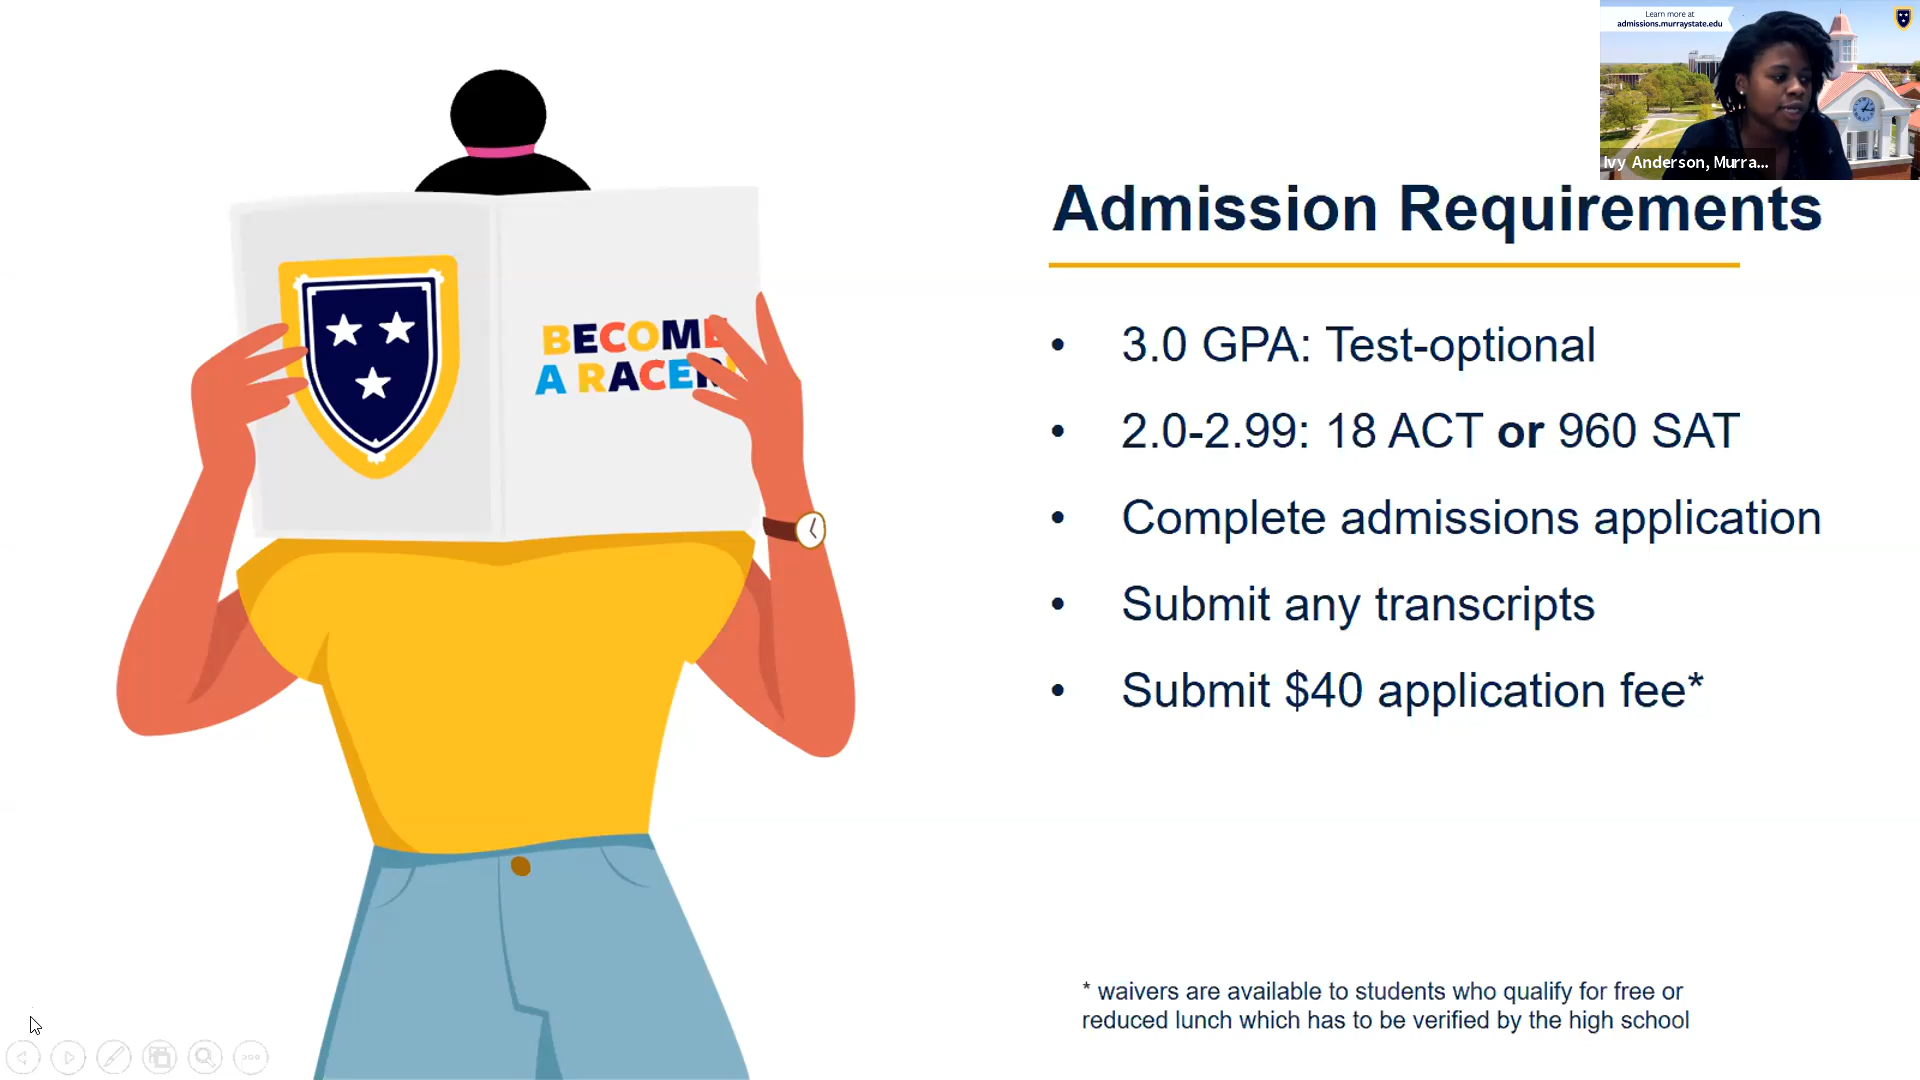 Learn more at
admissions.murraystate.edu
Ivy Anderson, Murra...
Admission Requirements
• 3.0 GPA: Test-optional
• 2.0-2.99: 18 ACT or 960 SAT
• Complete admissions application
• Submit any transcripts
• Submit $40 application fee*
BECOME
A RACER!
* waivers are available to students who qualify for free or
reduced lunch which has to be verified by the high school